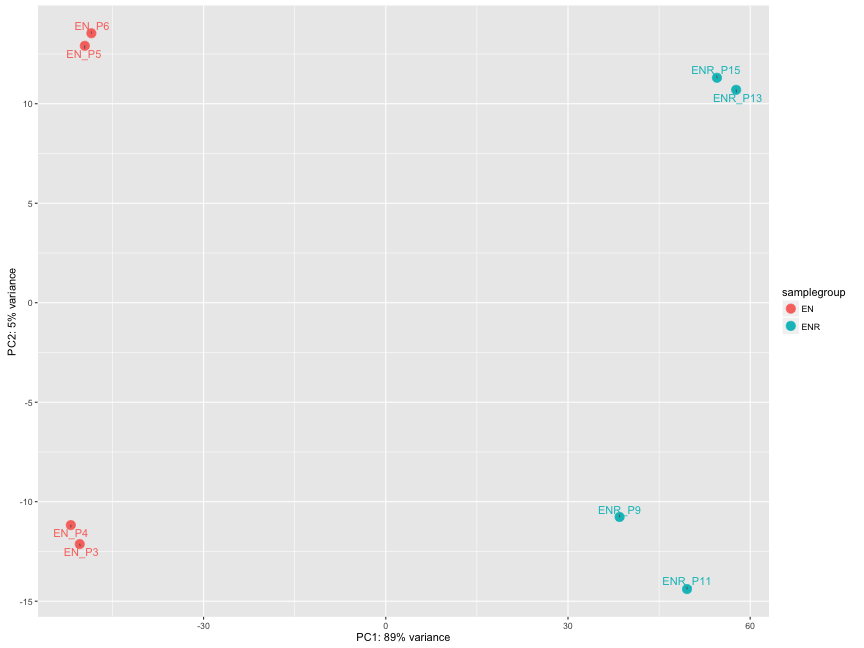 EN_P6
EN_P5
ENR_P15
ENR_P13
10
5
0
-5
-10
-15
PC2: 5% variance
EN_P4
EN_P3
ENR_P9
ENR_P11
-30
0
30
60
PC1: 89% variance
samplegroup
EN
ENR